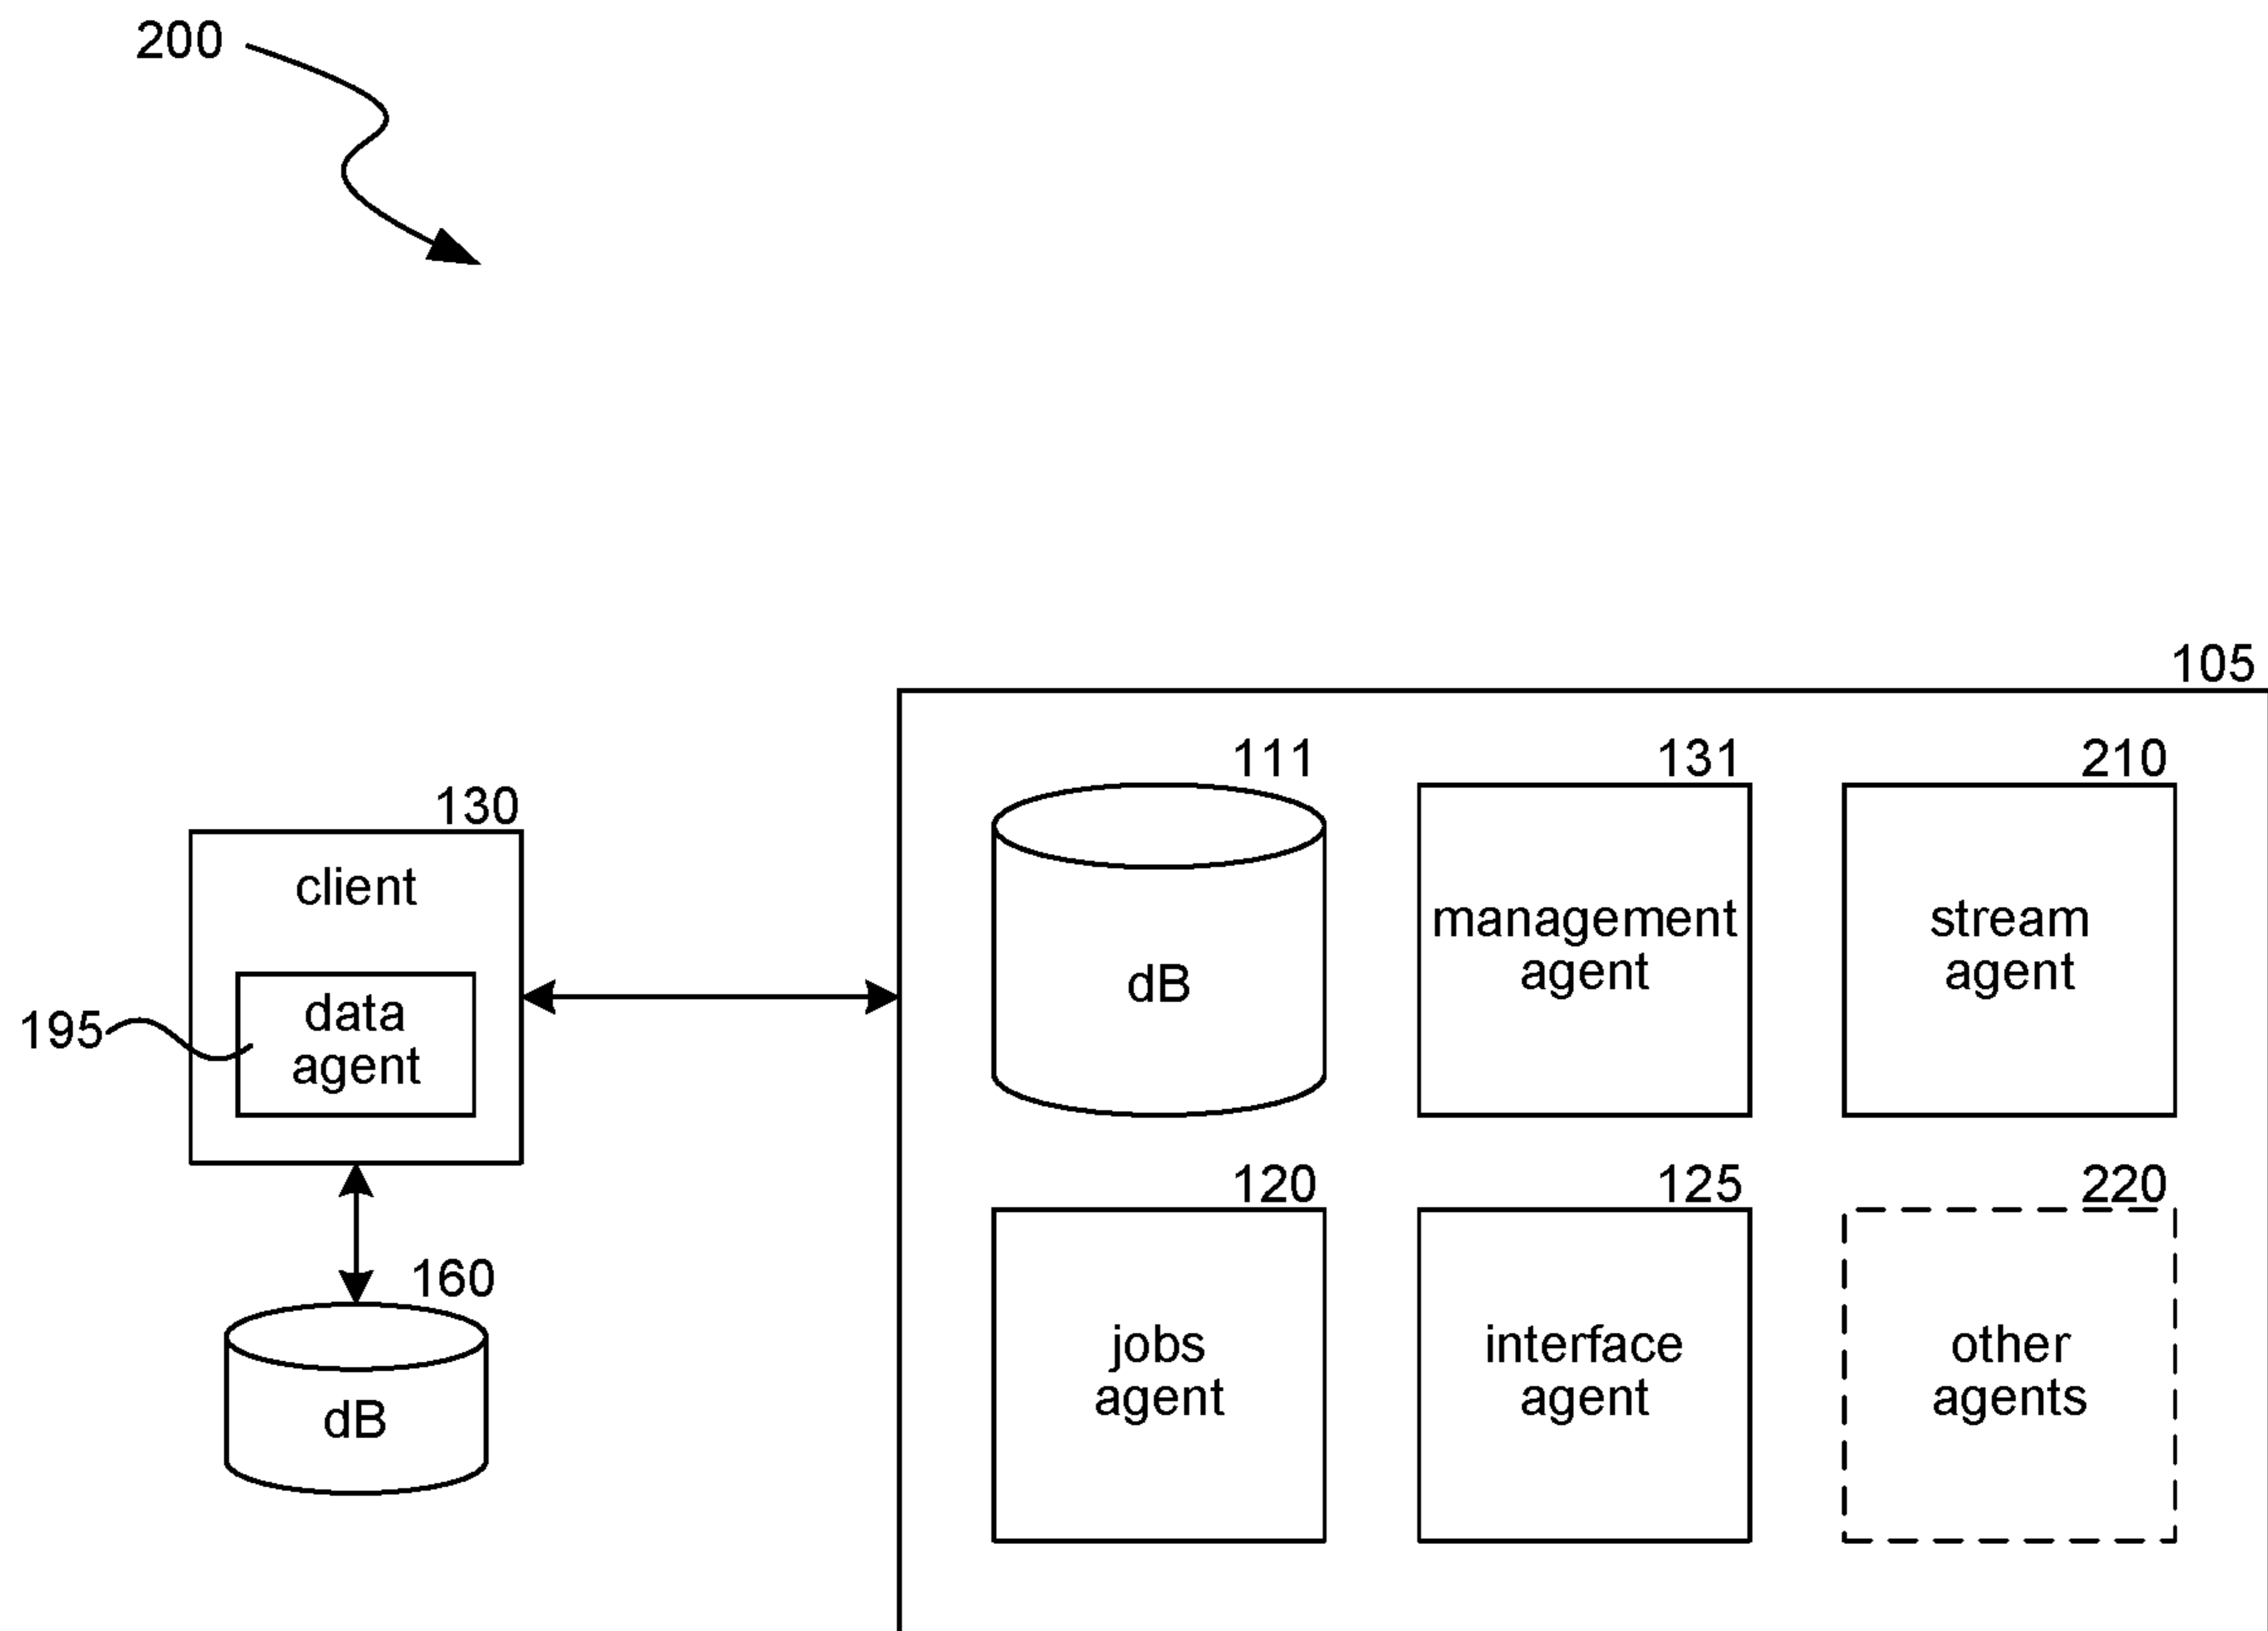 200
105
111
131
210
130
client
management
agent
stream
agent
dB
data
agent
195
120
125
220
160
jobs
agent
interface
agent
other
agents
dB